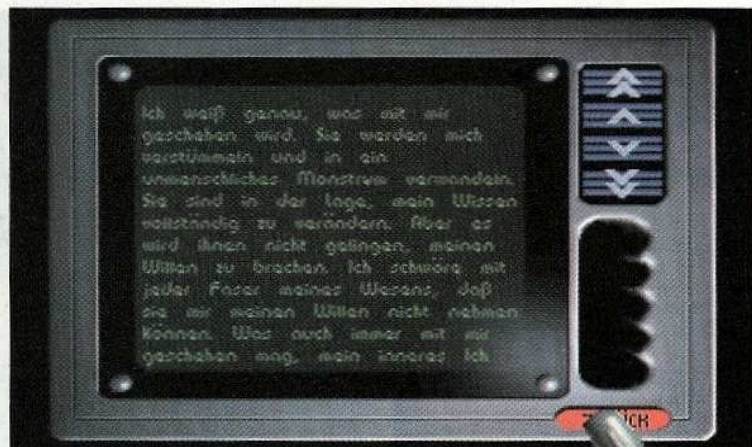 Ich weiß genau, was mit mir
geschehen wird. Sie werden mich
verstümmeln und in ein
unmenschliches Monstrum verwandeln.
Sie sind in der Lage, mein Wissen
vollständig zu verändern. Aber es
wird ihnen nicht gelingen, meinen
Willen zu brechen. Ich schwöre mit
jeder Faser meines Wesens, daß
sie mir meinen Willen nicht nehmen
können. Was auch immer mit mir
geschehen mag, mein inneres Ich